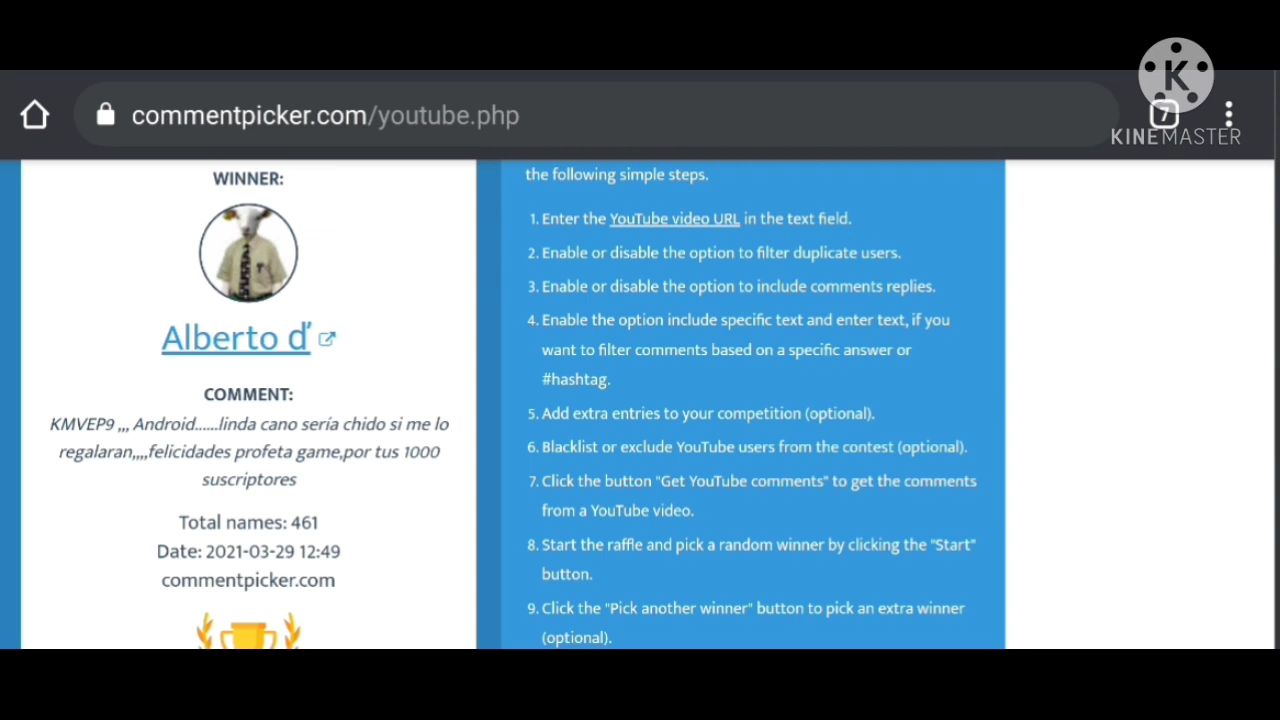 commentpicker.com/youtube.php
7
K
KINEMASTER
WINNER:
Alberto ď
COMMENT:
KMVEP9 ,,, Android......linda cano sería chido si me lo
regalaran,,,,felicidades profeta game,por tus 1000
suscriptores
Total names: 461
Date: 2021-03-29 12:49
commentpicker.com
the following simple steps.
1. Enter the YouTube video URL in the text field.
2. Enable or disable the option to filter duplicate users.
3. Enable or disable the option to include comments replies.
4. Enable the option include specific text and enter text, if you
want to filter comments based on a specific answer or
#hashtag.
5. Add extra entries to your competition (optional).
6. Blacklist or exclude YouTube users from the contest (optional).
7. Click the button "Get YouTube comments" to get the comments
from a YouTube video.
8. Start the raffle and pick a random winner by clicking the "Start"
button.
9. Click the "Pick another winner" button to pick an extra winner
(optional).